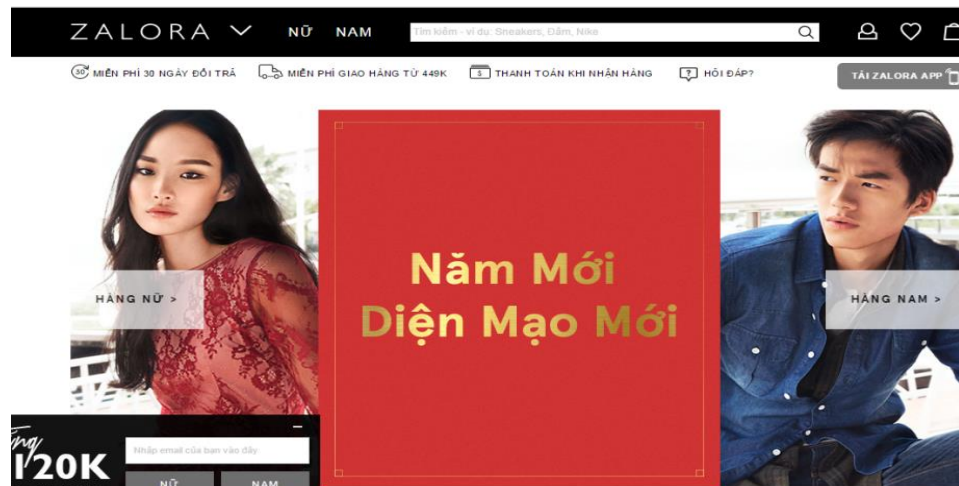 ZALORA
NỮ NAM
Tìm kiếm - ví dụ: Sneakers, Đầm, Nike
30 MIỄN PHÍ 30 NGÀY ĐỔI TRẢ
MIỄN PHÍ GIAO HÀNG TỪ 449K
$ THANH TOÁN KHI NHẬN HÀNG
? HỎI ĐÁP?
TẢI ZALORA APP
Năm Mới
Diện Mạo Mới
HÀNG NỮ >
HÀNG NAM >
120K
Nhập email của bạn vào đây
NỮ NAM